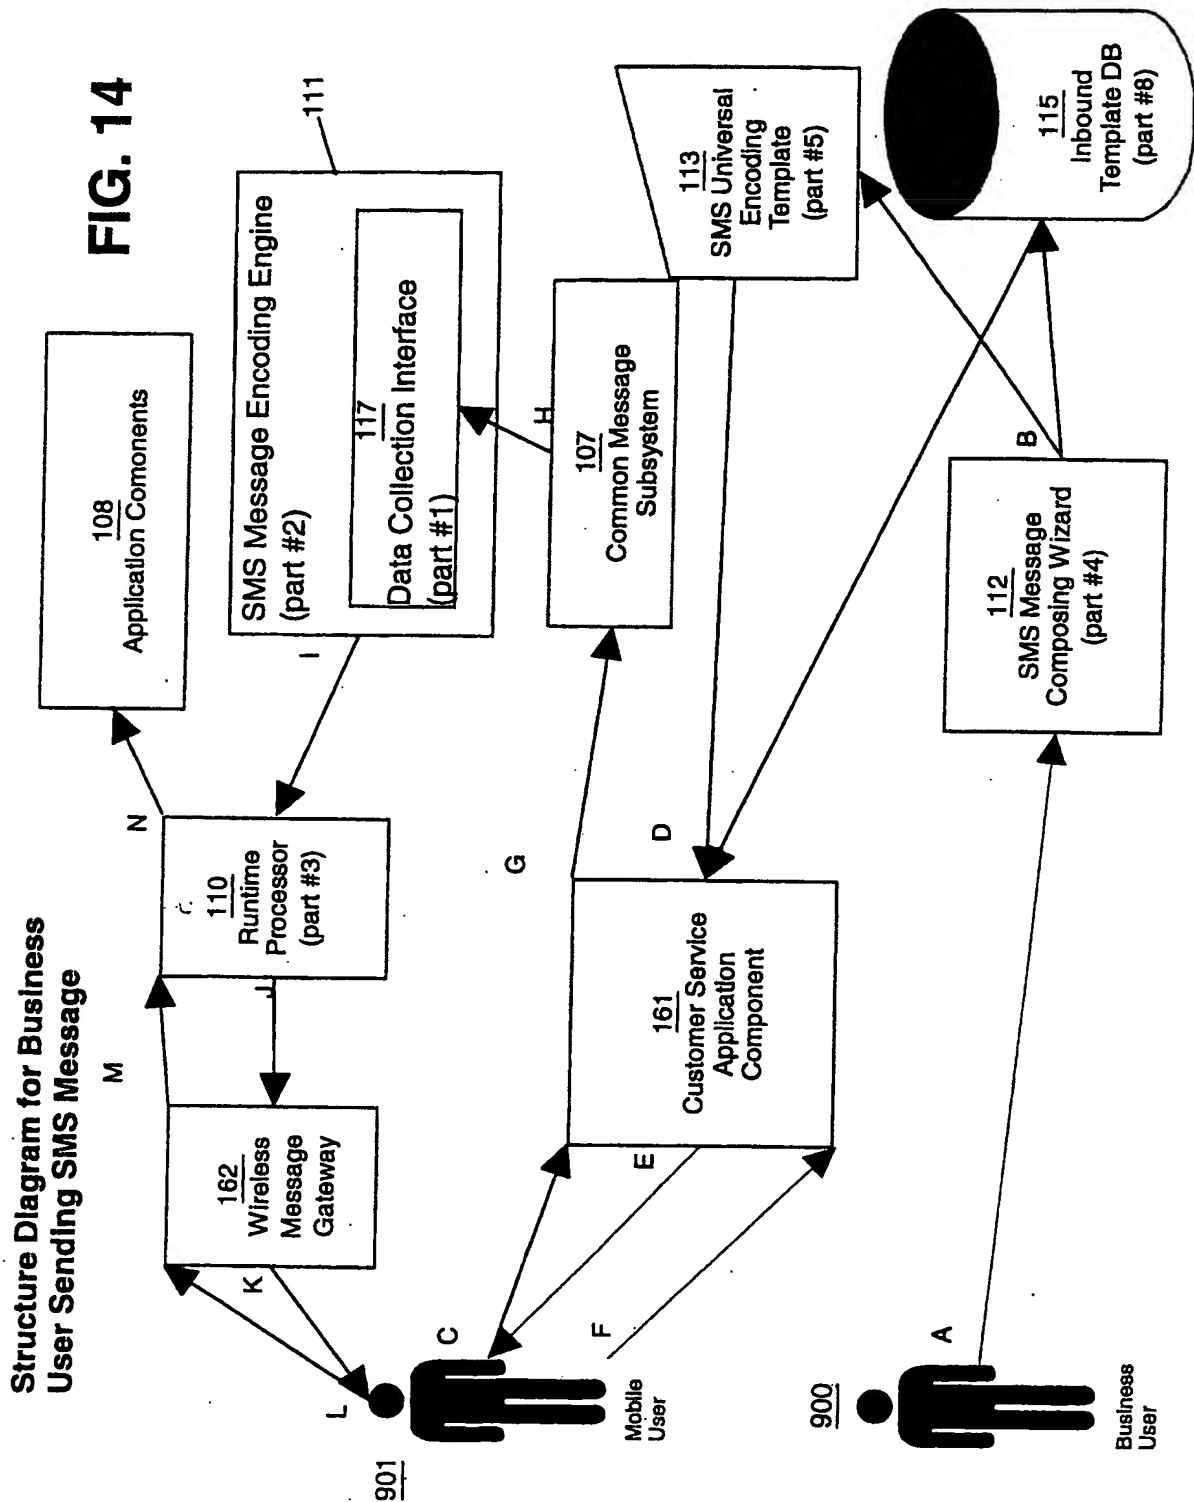 Structure Diagram for Business
User Sending SMS Message
FIG. 14
108
Application Comonents
111
SMS Message Encoding Engine
(part #2)
117
Data Collection Interface
(part #1)
N
110
Runtime
Processor
(part #3)
I
M
J
162
Wireless
Message
Gateway
K
L
H
107
Common Message
Subsystem
113
SMS Universal
Encoding
Template
(part #5)
G
D
161
Customer Service
Application
Component
E
C
F
901
Mobile
User
115
Inbound
Template DB
(part #8)
B
112
SMS Message
Composing Wizard
(part #4)
A
900
Business
User